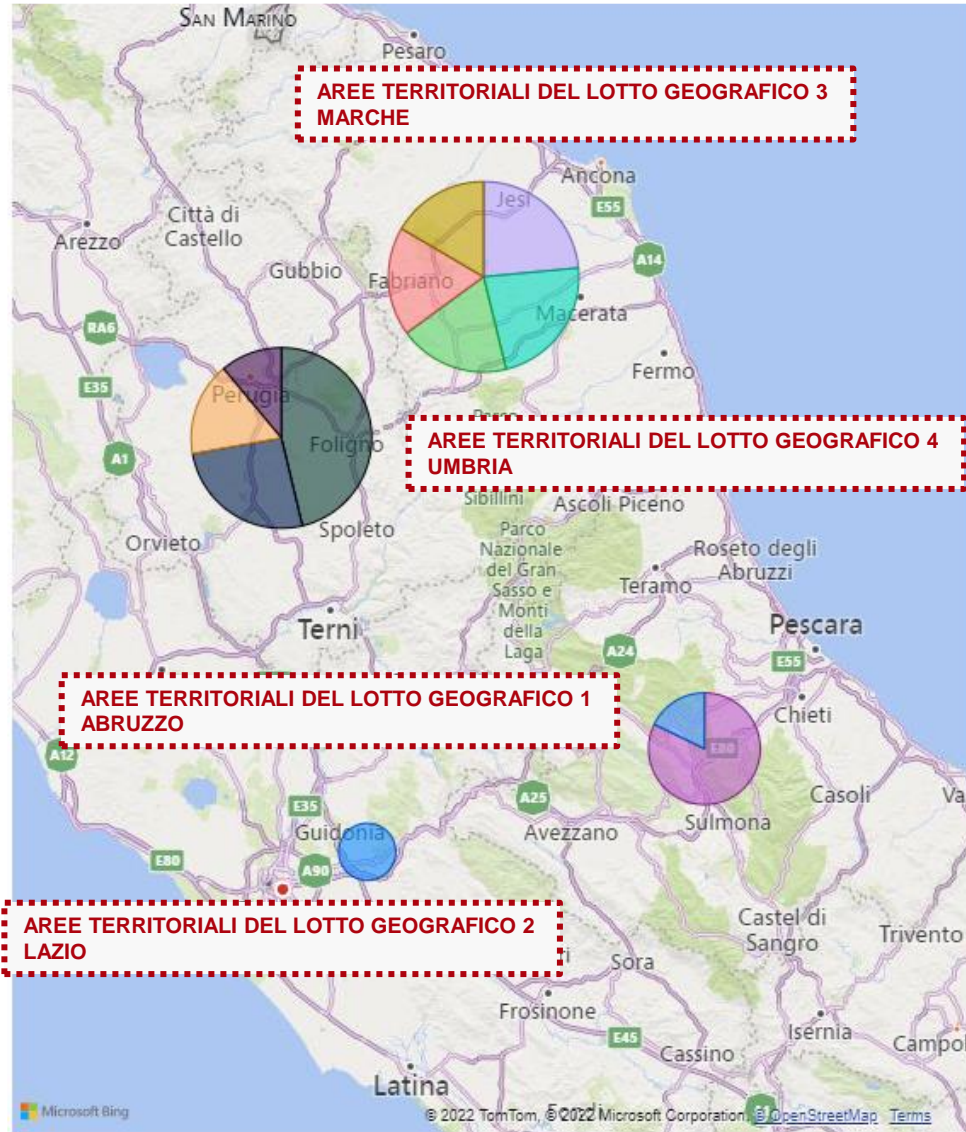 SAN MARINO
Pesaro
AREE TERRITORIALI DEL LOTTO GEOGRAFICO 3
MARCHE
Ancona
Jesi
E55
Città di
Castello
Arezzo
A14
Gubbio
Fabriano
Macerata
RA6
Fermo
E35
Perugia
Foligno
AREE TERRITORIALI DEL LOTTO GEOGRAFICO 4
UMBRIA
A1
Sibillini
Ascoli Piceno
Spoleto
Orvieto
Parco
Nazionale
del Gran
Sasso e
Monti
della
Laga
Roseto degli
Abruzzi
Teramo
Terni
Pescara
A24
E55
AREE TERRITORIALI DEL LOTTO GEOGRAFICO 1
ABRUZZO
Chieti
E80
A12
Casoli
Va
A25
E35
Guidonia
Avezzano
Sulmona
E80
A90
AREE TERRITORIALI DEL LOTTO GEOGRAFICO 2
LAZIO
Castel di
Sangro
Trivento
Sora
Frosinone
Isernia
E45
Campol
Cassino
Latina
Microsoft Bing
© 2022 TomTom, © 2022 Microsoft Corporation, © OpenStreetMap Terms